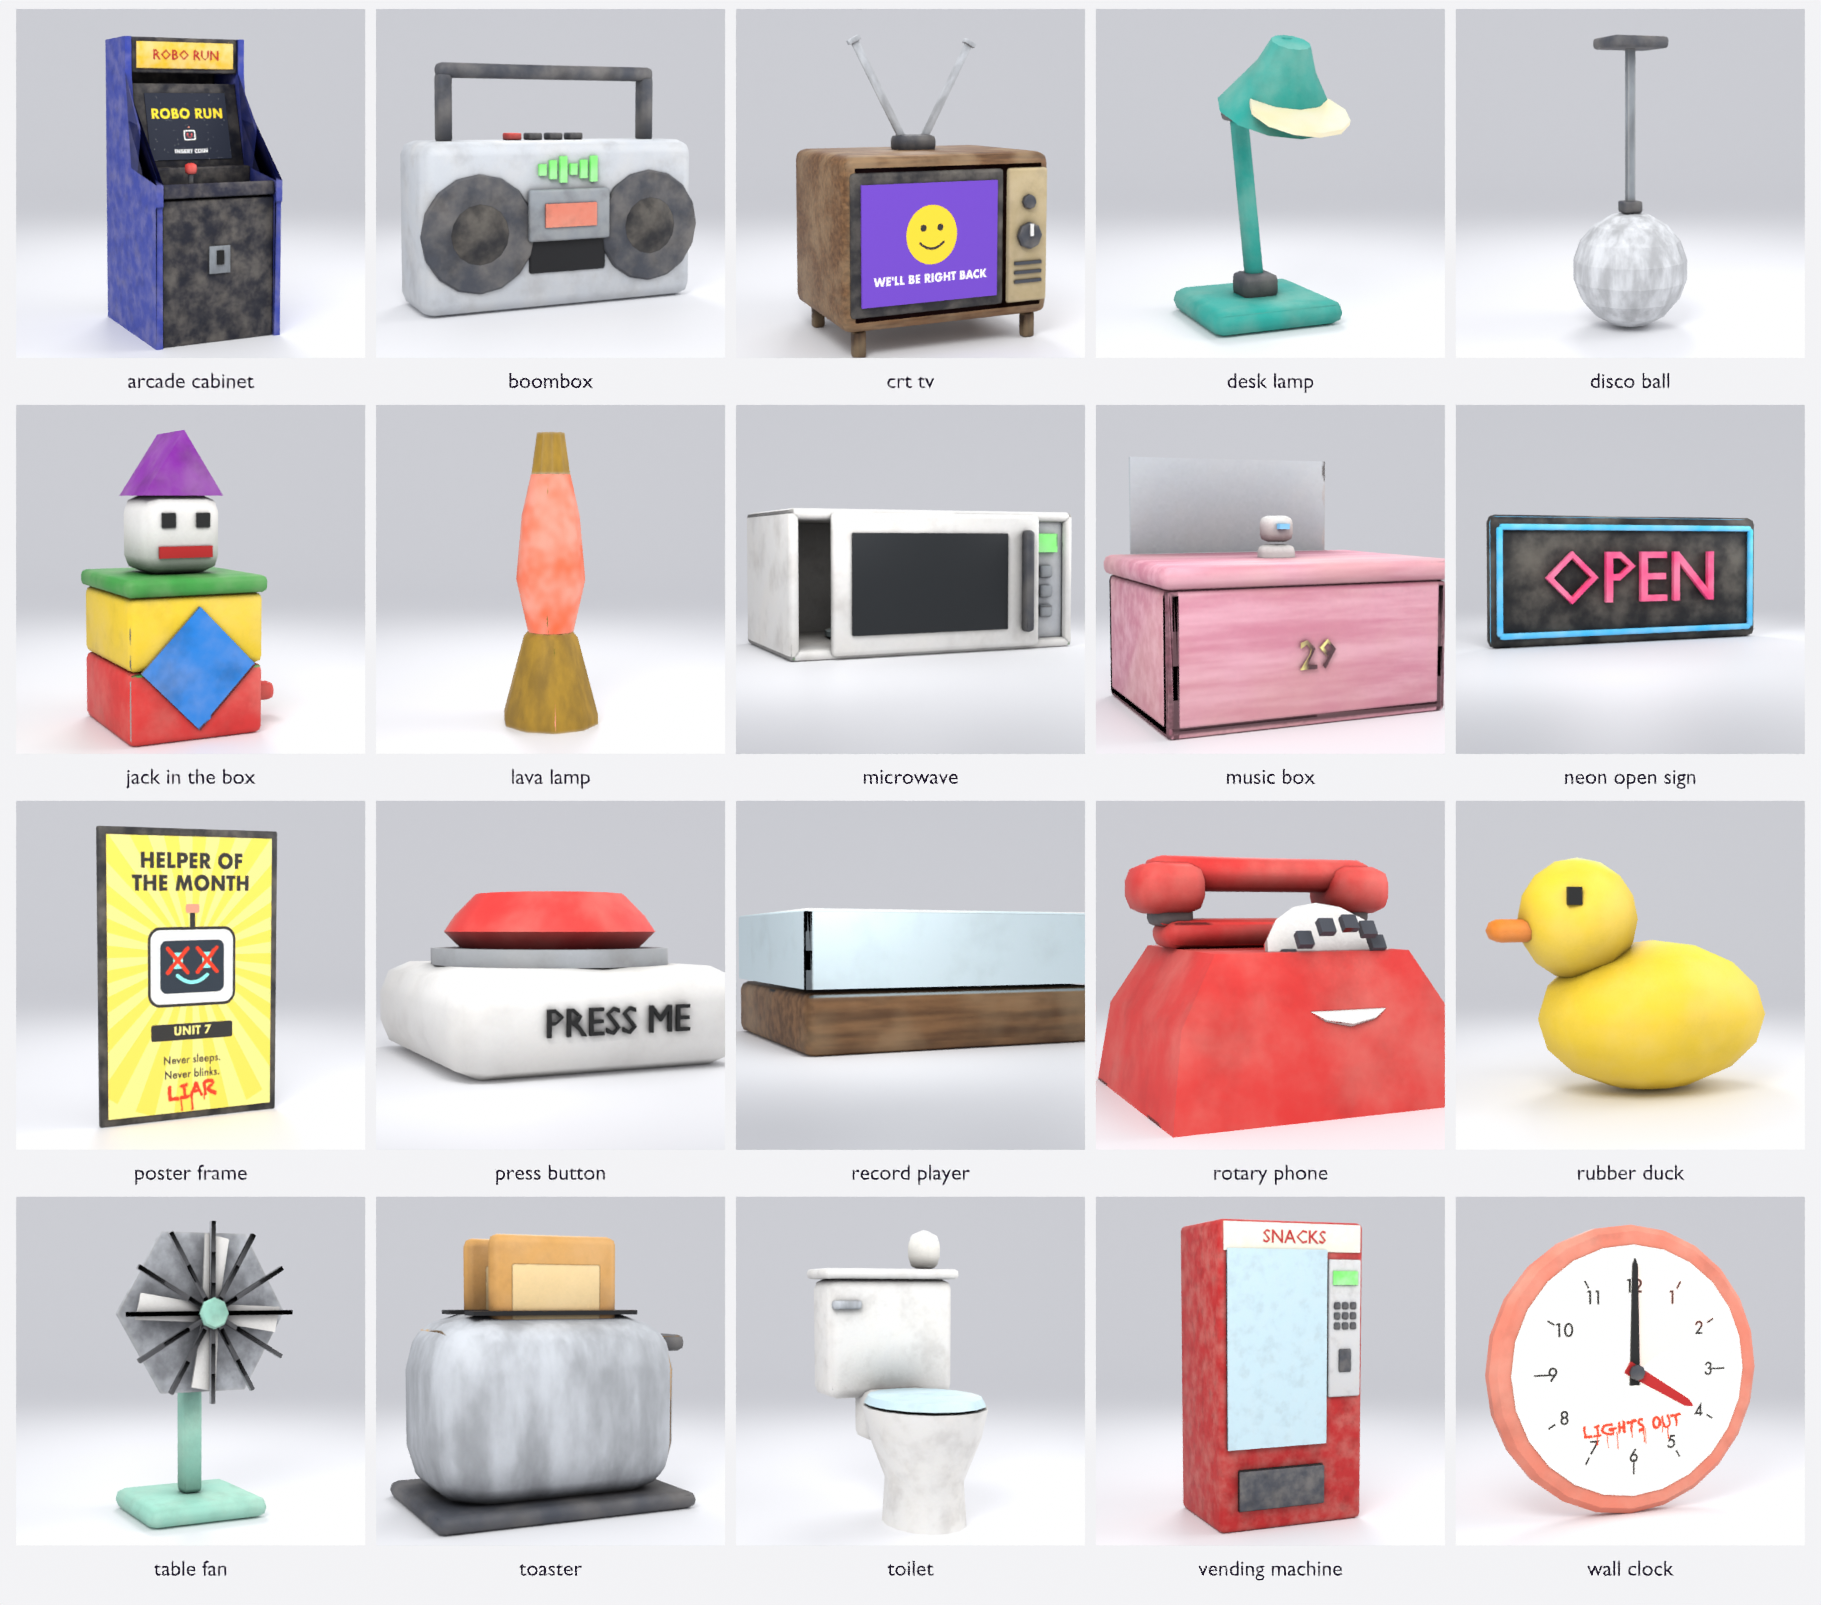 ROBO RUN
ROBO RUN
INSERT COIN
WE'LL BE RIGHT BACK
arcade cabinet
boombox
crt tv
desk lamp
disco ball
29
OPEN
jack in the box
lava lamp
microwave
music box
neon open sign
HELPER OF
THE MONTH
UNIT 7
Never sleeps.
Never blinks.
LIAR
PRESS ME
poster frame
press button
record player
rotary phone
rubber duck
SNACKS
12
1
2
3
4
5
6
7
8
9
10
11
LIGHTS OUT
table fan
toaster
toilet
vending machine
wall clock